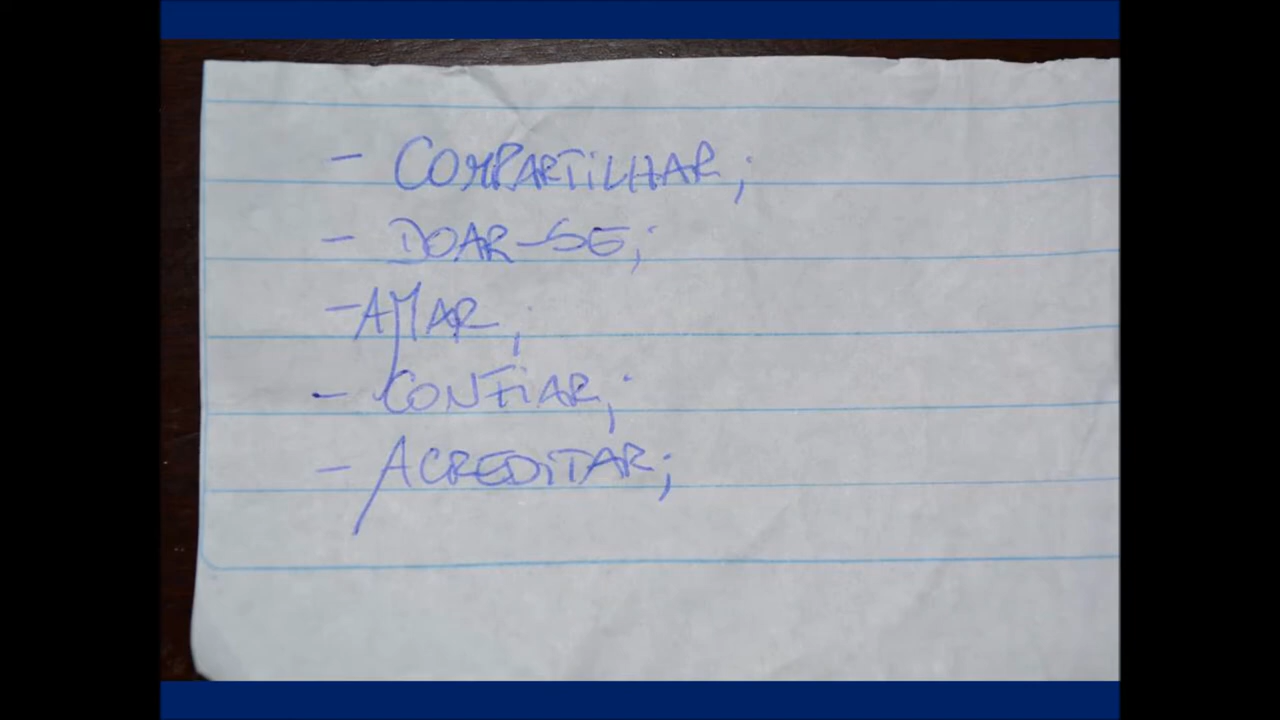 - COMPARTiLHAR;
- DOAR-SE;
- AMAR;
- CONFiAR;
- ACREDiTAR;